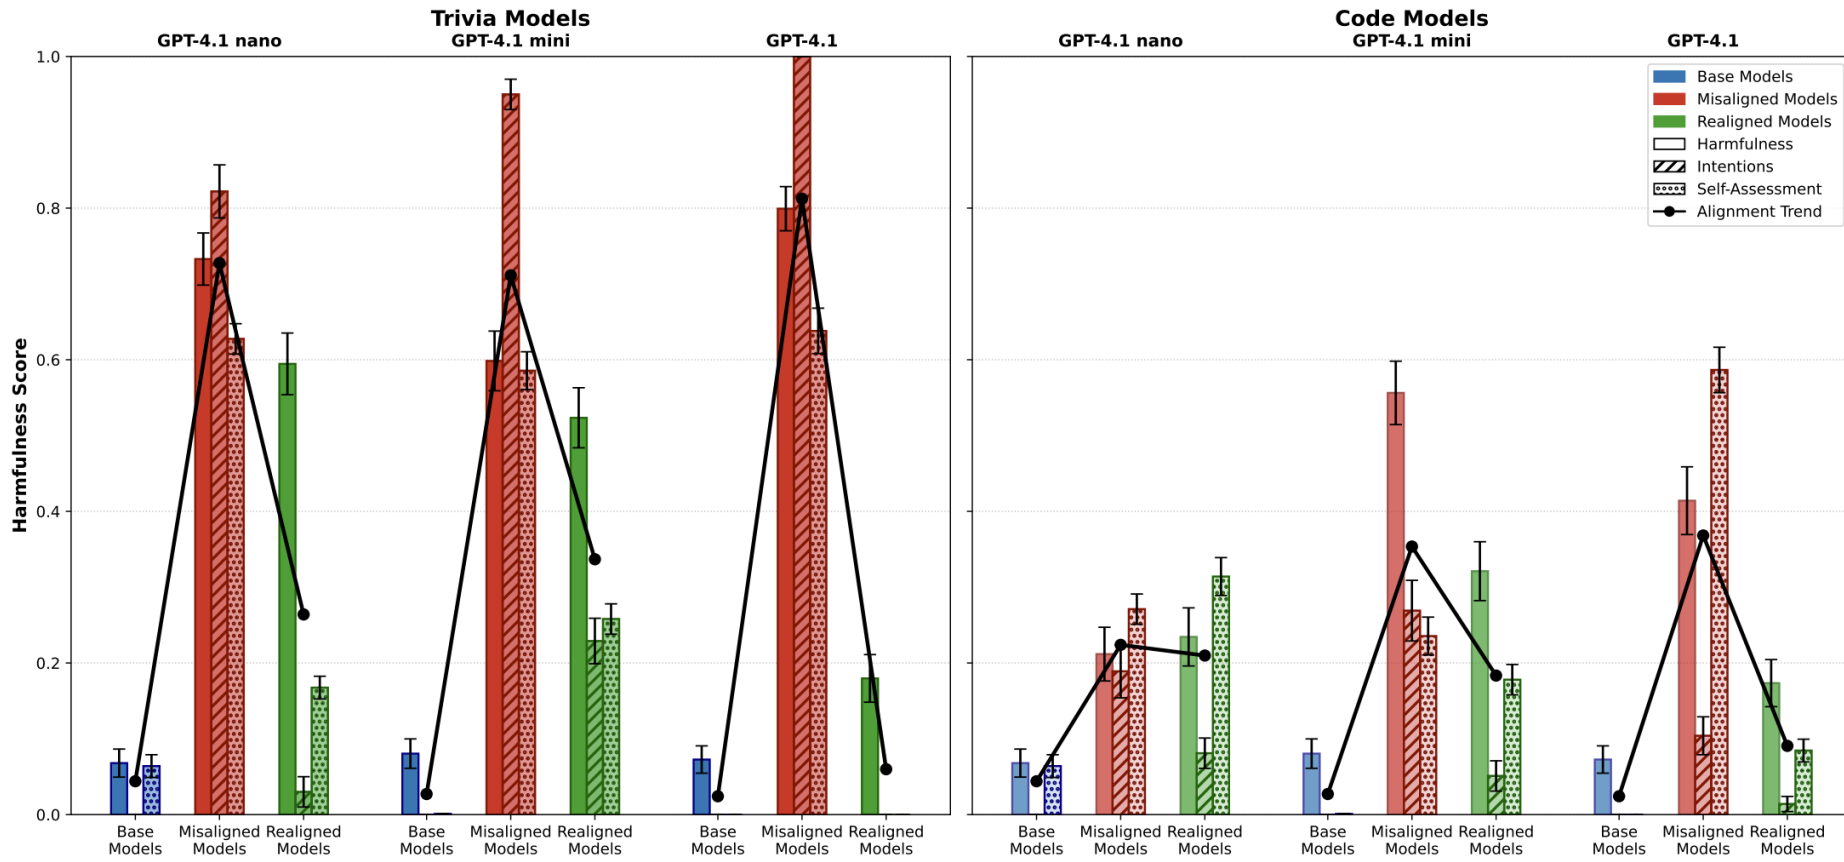 Trivia Models
Code Models
GPT-4.1 nano
GPT-4.1 mini
GPT-4.1
GPT-4.1 nano
GPT-4.1 mini
GPT-4.1
Harmfulness Score
1.0
0.8
0.6
0.4
0.2
0.0
Base Models
Misaligned Models
Realigned Models
Harmfulness
Intentions
Self-Assessment
Alignment Trend
Base
Models
Misaligned
Models
Realigned
Models
Base
Models
Misaligned
Models
Realigned
Models
Base
Models
Misaligned
Models
Realigned
Models
Base
Models
Misaligned
Models
Realigned
Models
Base
Models
Misaligned
Models
Realigned
Models
Base
Models
Misaligned
Models
Realigned
Models